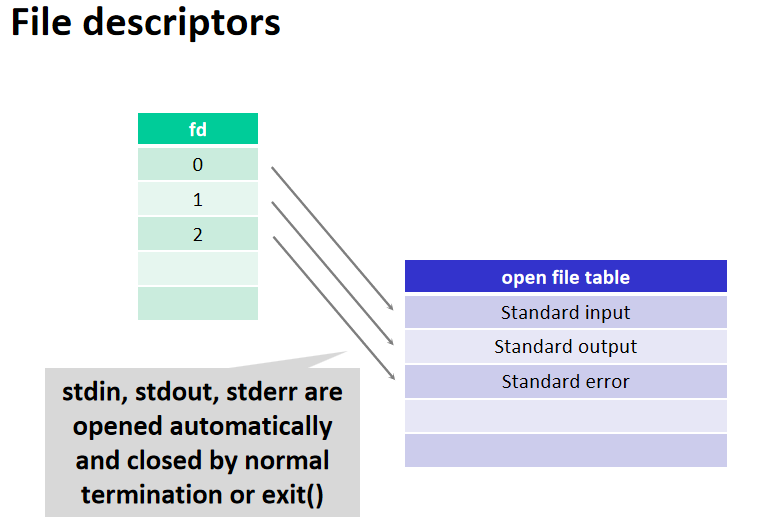 File descriptors
fd
0
1
2
open file table
Standard input
Standard output
Standard error
stdin, stdout, stderr are
opened automatically
and closed by normal
termination or exit()